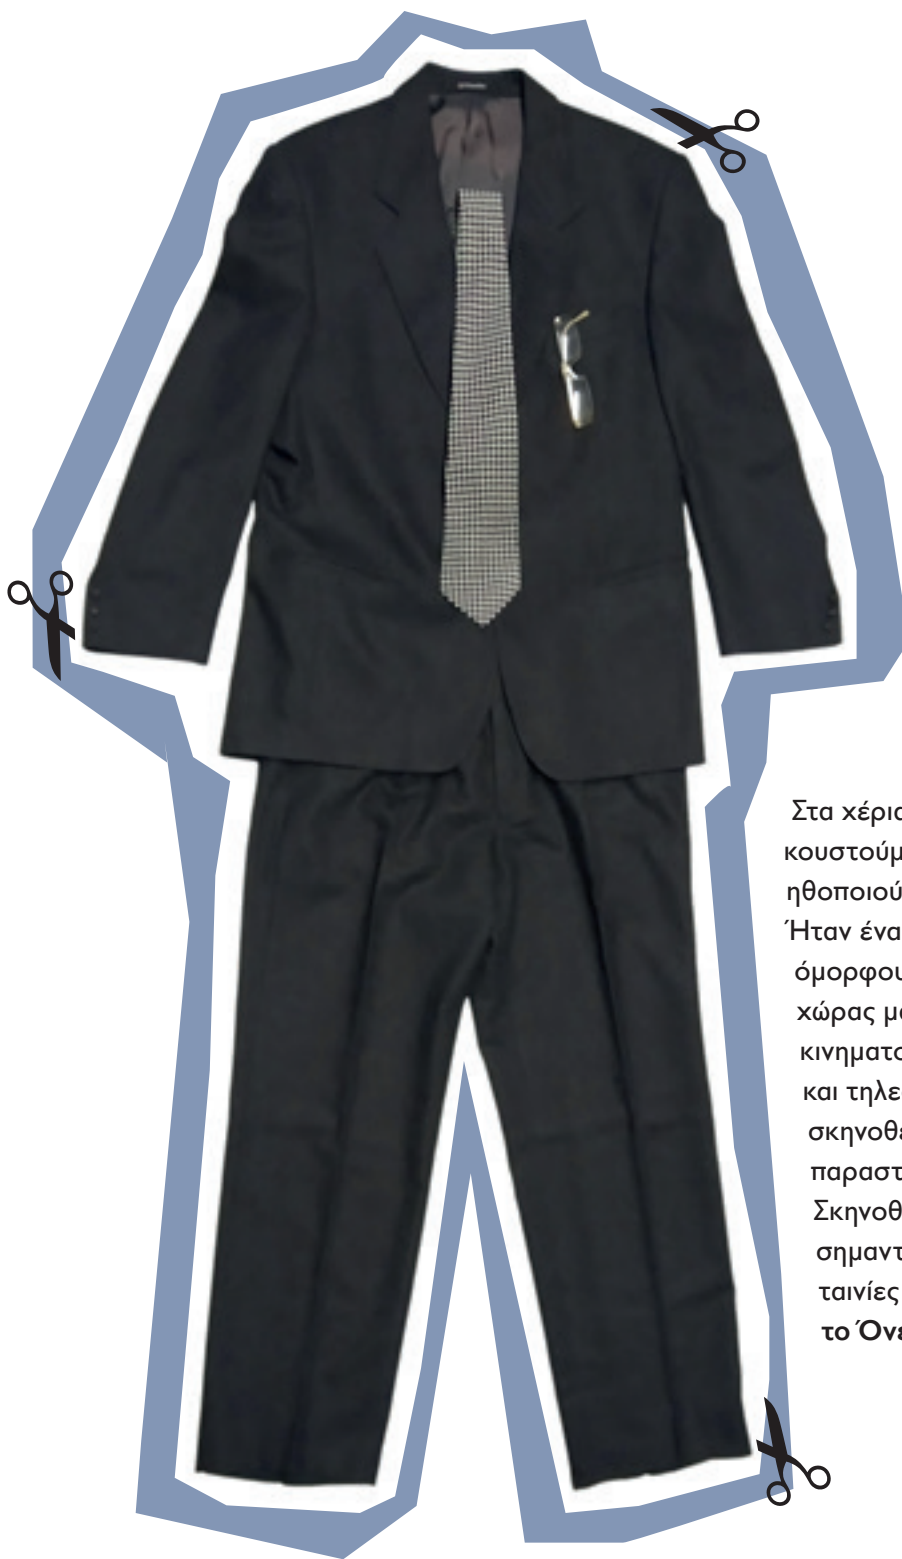 Στα χέρια
κουστούμ
ηθοποιού
Ήταν ένα
όμορφου
χώρας μα
κινηματο
και τηλε
σκηνοθε
παραστ
Σκηνοθ
σημαντ
ταινίες
το Όνε